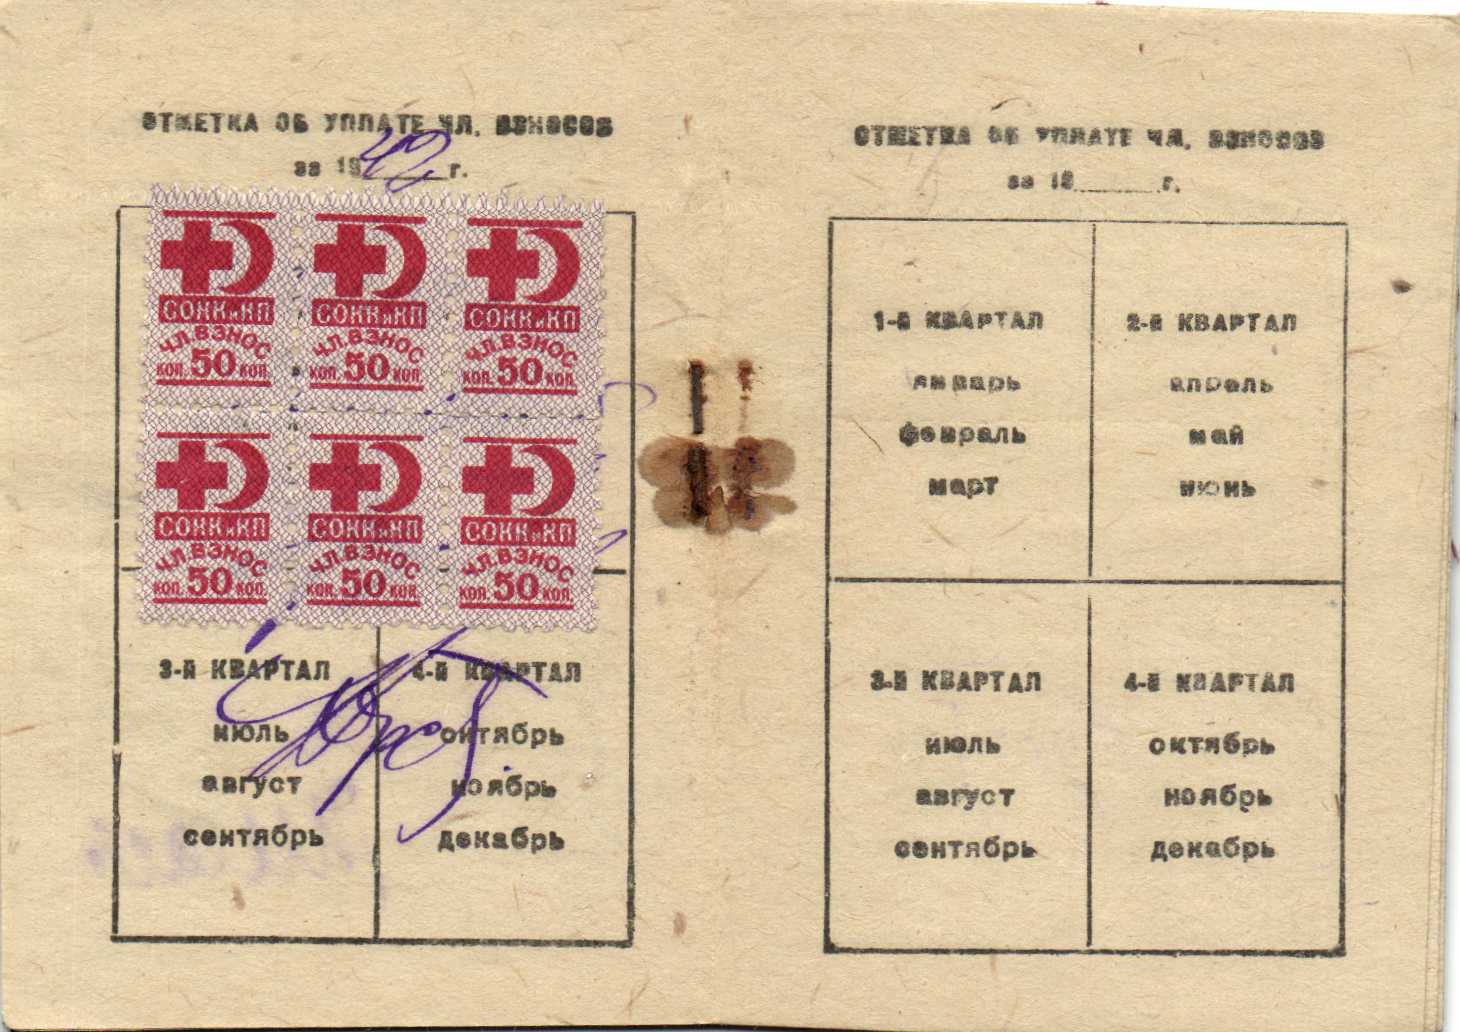 ОТМЕТКА ОБ УПЛАТЕ ЧЛ. ВЗНОСОВ
за 1942 г.
СОКК и КП СОКК и КП СОКК и КП
ЧЛ. ВЗНОС ЧЛ. ВЗНОС ЧЛ. ВЗНОС
КОП. 50 КОП. КОП. 50 КОП. КОП. 50 КОП.
СОКК и КП СОКК и КП СОКК и КП
ЧЛ. ВЗНОС ЧЛ. ВЗНОС ЧЛ. ВЗНОС
КОП. 50 КОП. КОП. 50 КОП. КОП. 50 КОП.
3-й КВАРТАЛ 4-й КВАРТАЛ
июль октябрь
август ноябрь
сентябрь декабрь
ОТМЕТКА ОБ УПЛАТЕ ЧЛ. ВЗНОСОВ
за 19 г.
1-й КВАРТАЛ 2-й КВАРТАЛ
январь апрель
февраль май
март июнь
3-й КВАРТАЛ 4-й КВАРТАЛ
июль октябрь
август ноябрь
сентябрь декабрь